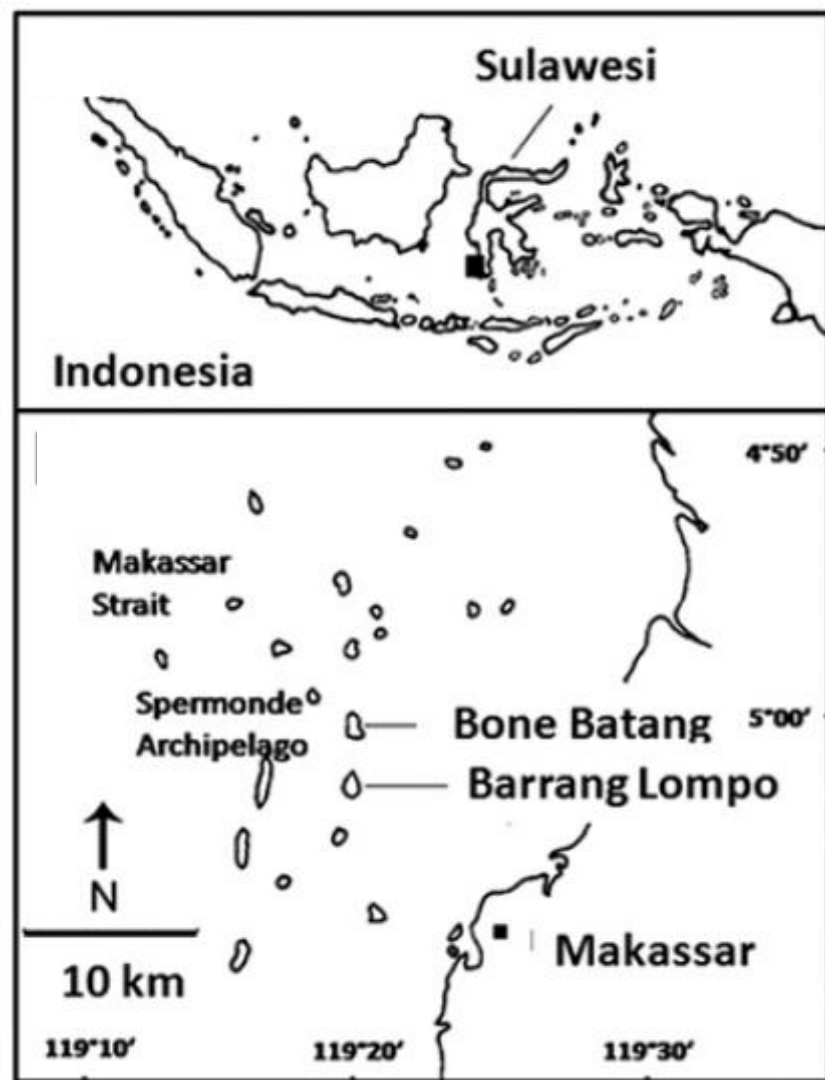 Sulawesi
Indonesia
4°50′
Makassar
Strait
Spermonde
Archipelago
Bone Batang
5°00′
Barrang Lompo
N
10 km
Makassar
119°10′
119°20′
119°30′